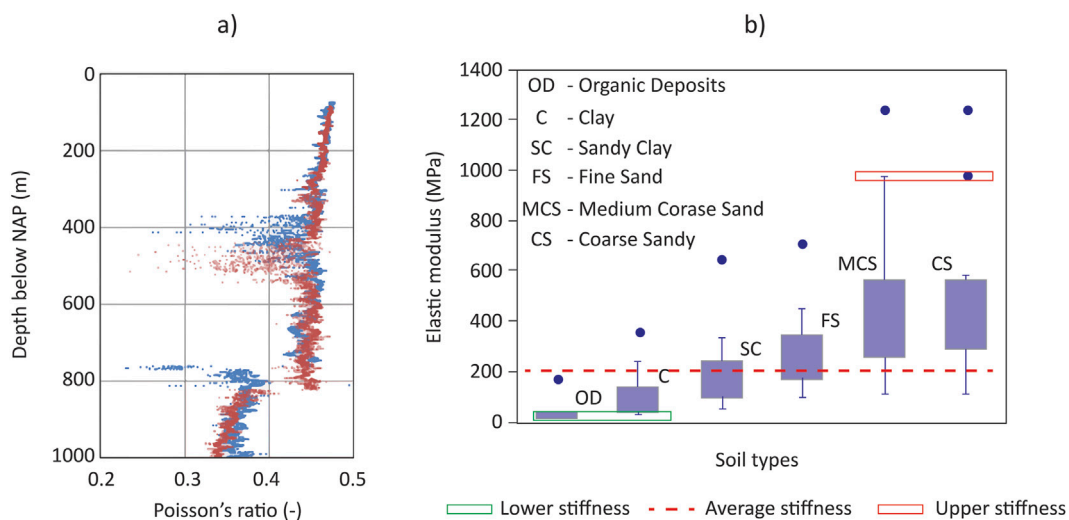 a)
0
200
400
600
800
1000
Depth below NAP (m)
0.2
0.3
0.4
0.5
Poisson's ratio (-)
b)
1400
1200
1000
800
600
400
200
0
Elastic modulus (MPa)
OD - Organic Deposits
C - Clay
SC - Sandy Clay
FS - Fine Sand
MCS - Medium Corase Sand
CS - Coarse Sandy
OD
C
SC
FS
MCS
CS
Soil types
Lower stiffness
Average stiffness
Upper stiffness